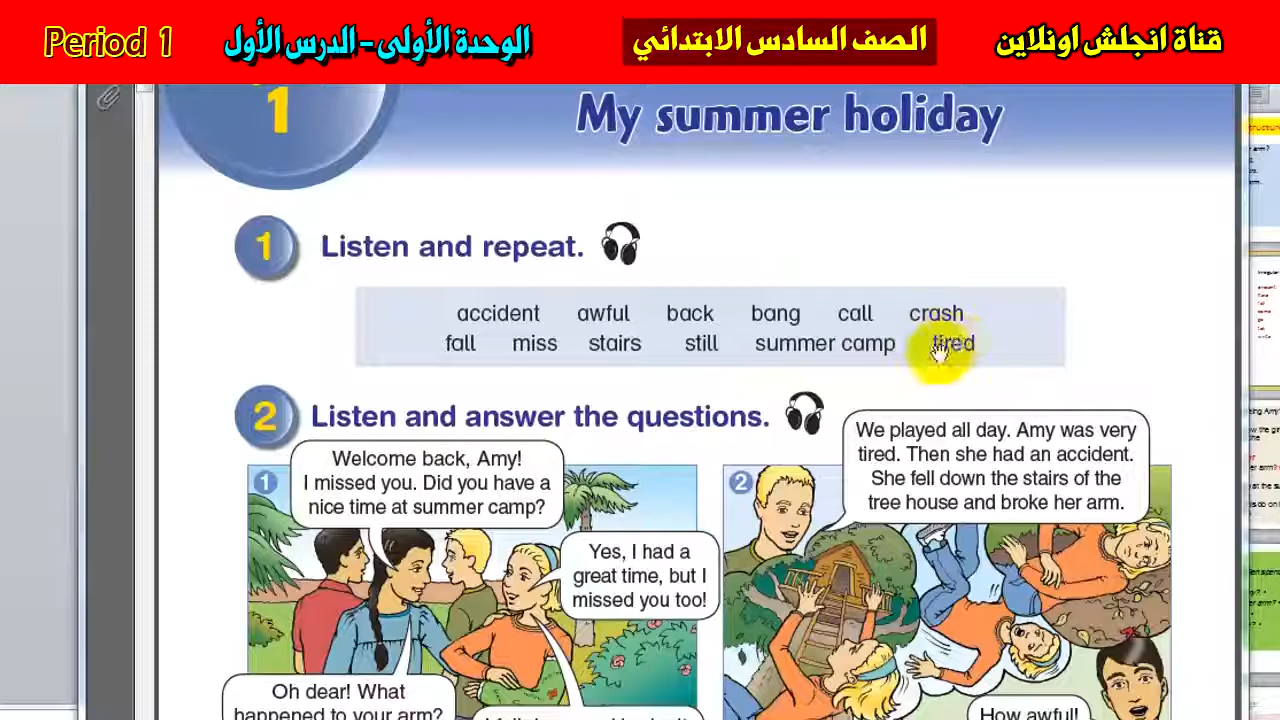 قناة انجلش اونلاين
الصف السادس الابتدائي
الوحدة الأولى - الدرس الأول
Period 1
1
My summer holiday
1 Listen and repeat.
accident awful back bang call crash
fall miss stairs still summer camp tired
2 Listen and answer the questions.
1
Welcome back, Amy!
I missed you. Did you have a
nice time at summer camp?
Yes, I had a
great time, but I
missed you too!
Oh dear! What
happened to your arm?
2
We played all day. Amy was very
tired. Then she had an accident.
She fell down the stairs of the
tree house and broke her arm.
How awful!